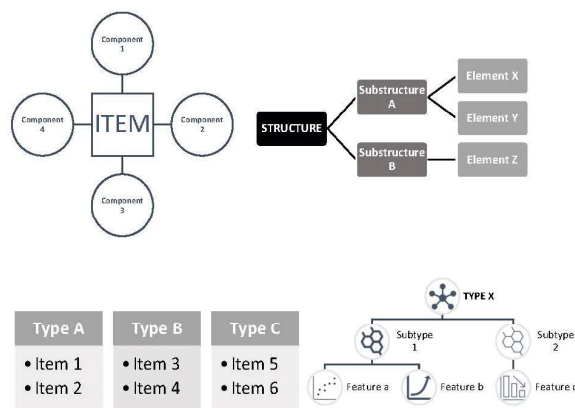 Component
1
Component
4
ITEM
Component
2
Component
3
STRUCTURE
Substructure
A
Substructure
B
Element X
Element Y
Element Z
Type A
• Item 1
• Item 2
Type B
• Item 3
• Item 4
Type C
• Item 5
• Item 6
TYPE X
Subtype
1
Subtype
2
Feature a
Feature b
Feature